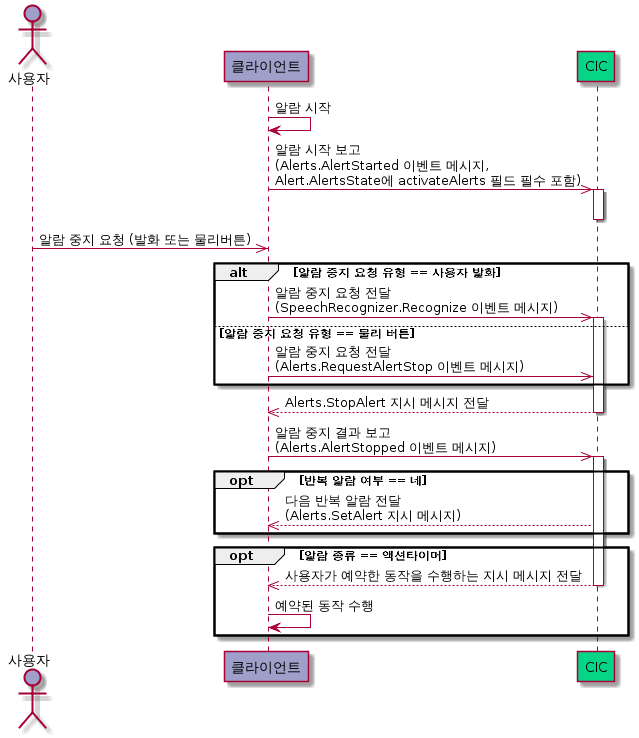 사용자
클라이언트
CIC
알람 시작
알람 시작 보고
(Alerts.AlertStarted 이벤트 메시지,
Alert.AlertsState에 activateAlerts 필드 필수 포함)
알람 중지 요청 (발화 또는 물리버튼)
alt
[알람 중지 요청 유형 == 사용자 발화]
알람 중지 요청 전달
(SpeechRecognizer.Recognize 이벤트 메시지)
[알람 중지 요청 유형 == 물리 버튼]
알람 중지 요청 전달
(Alerts.RequestAlertStop 이벤트 메시지)
Alerts.StopAlert 지시 메시지 전달
알람 중지 결과 보고
(Alerts.AlertStopped 이벤트 메시지)
opt
[반복 알람 여부 == 네]
다음 반복 알람 전달
(Alerts.SetAlert 지시 메시지)
opt
[알람 종류 == 액션타이머]
사용자가 예약한 동작을 수행하는 지시 메시지 전달
예약된 동작 수행
사용자
클라이언트
CIC